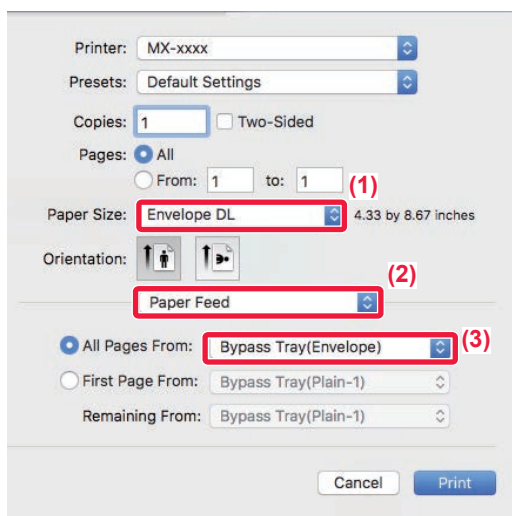 Printer: MX-xxxx
Presets: Default Settings
Copies: 1 Two-Sided
Pages: All
From: 1 to: 1 (1)
Paper Size: Envelope DL 4.33 by 8.67 inches
Orientation:
(2)
Paper Feed
All Pages From: Bypass Tray(Envelope) (3)
First Page From: Bypass Tray(Plain-1)
Remaining From: Bypass Tray(Plain-1)
Cancel Print